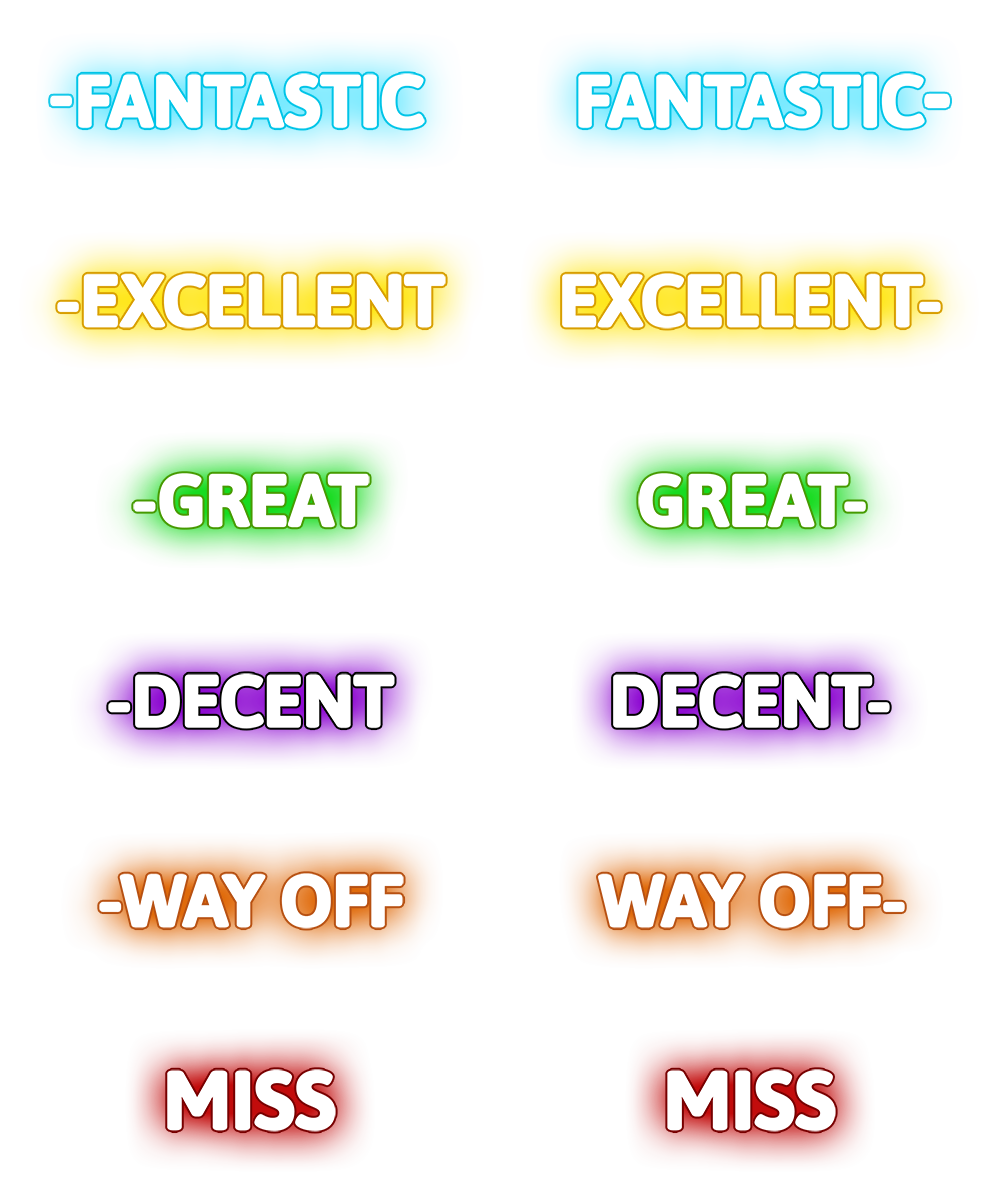 -FANTASTIC FANTASTIC-
-EXCELLENT EXCELLENT-
-GREAT GREAT-
-DECENT DECENT-
-WAY OFF WAY OFF-
MISS MISS